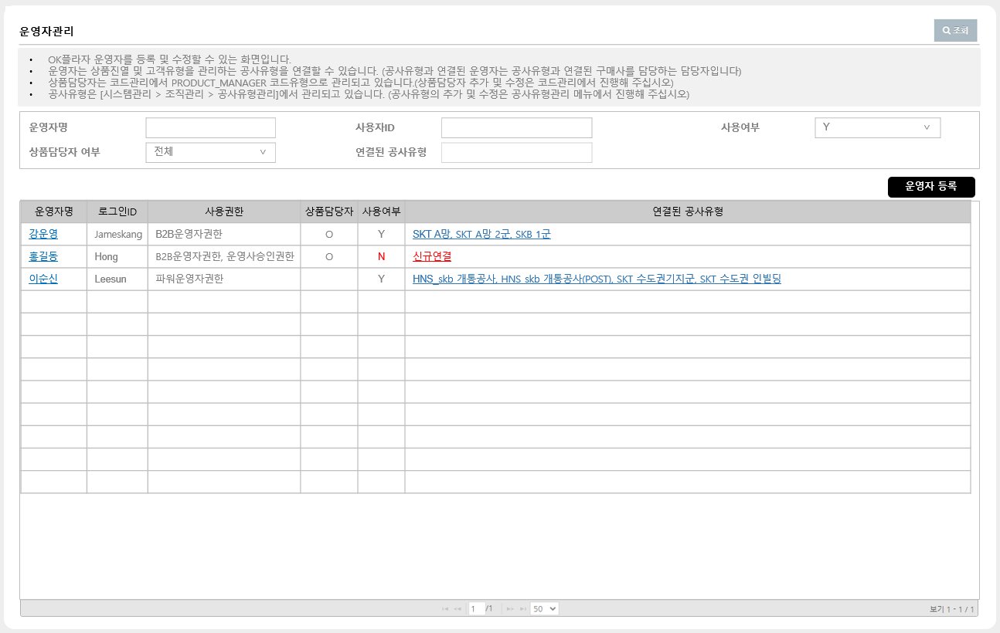 운영자관리
조회
• OK플라자 운영자를 등록 및 수정할 수 있는 화면입니다.
• 운영자는 상품진열 및 고객유형을 관리하는 공사유형을 연결할 수 있습니다. (공사유형과 연결된 운영자는 공사유형과 연결된 구매사를 담당하는 담당자입니다)
• 상품담당자는 코드관리에서 PRODUCT_MANAGER 코드유형으로 관리되고 있습니다.(상품담당자 추가 및 수정은 코드관리에서 진행해 주십시오)
• 공사유형은 [시스템관리 > 조직관리 > 공사유형관리]에서 관리되고 있습니다. (공사유형의 추가 및 수정은 공사유형관리 메뉴에서 진행해 주십시오)
운영자명 사용자ID 사용여부 Y
상품담당자 여부 전체 연결된 공사유형
운영자 등록
운영자명 로그인ID 사용권한 상품담당자 사용여부 연결된 공사유형
강운영 Jameskang B2B운영자권한 O Y SKT A망, SKT A망 2군, SKB 1군
홍길동 Hong B2B운영자권한, 운영사승인권한 O N 신규연결
이순신 Leesun 파워운영자권한 Y HNS_skb 개통공사, HNS skb 개통공사(POST), SKT 수도권기지군, SKT 수도권 인빌딩
1 /1 50 보기 1 - 1 / 1